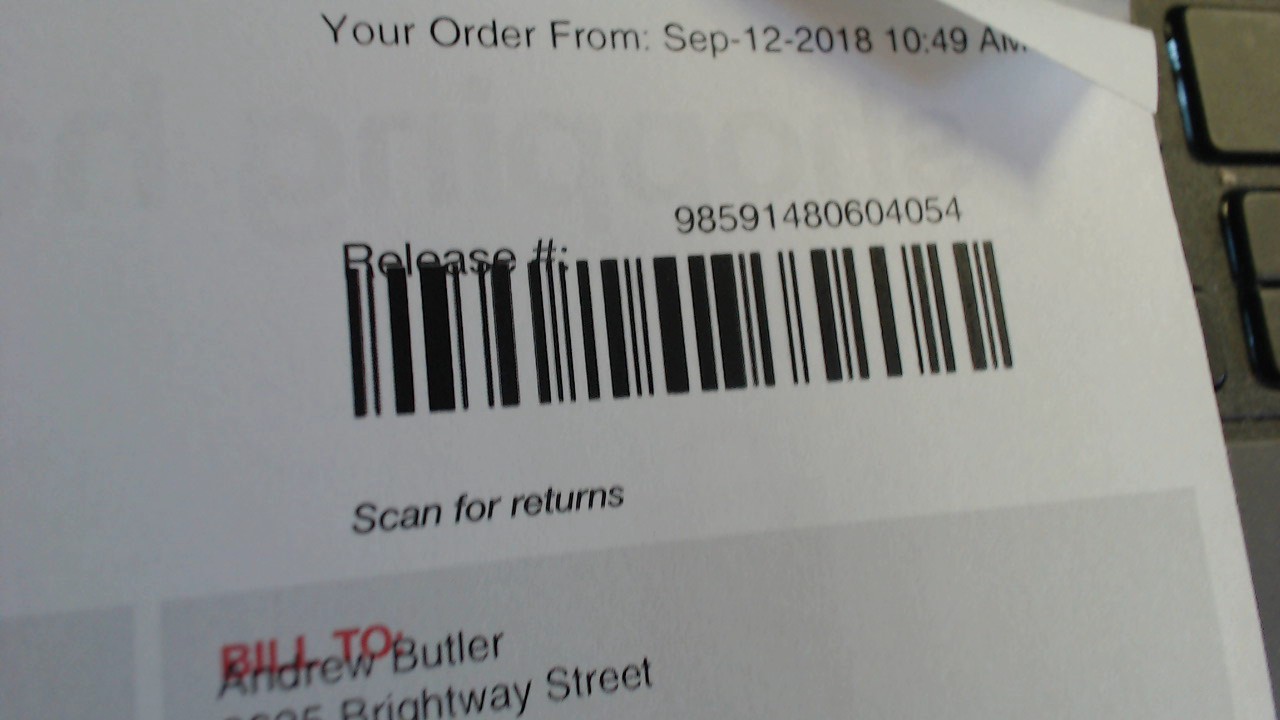 Your Order From: Sep-12-2018 10:49 AM
98591480604054
Release #:
Scan for returns
BILL TO:
Andrew Butler
Brightway Street